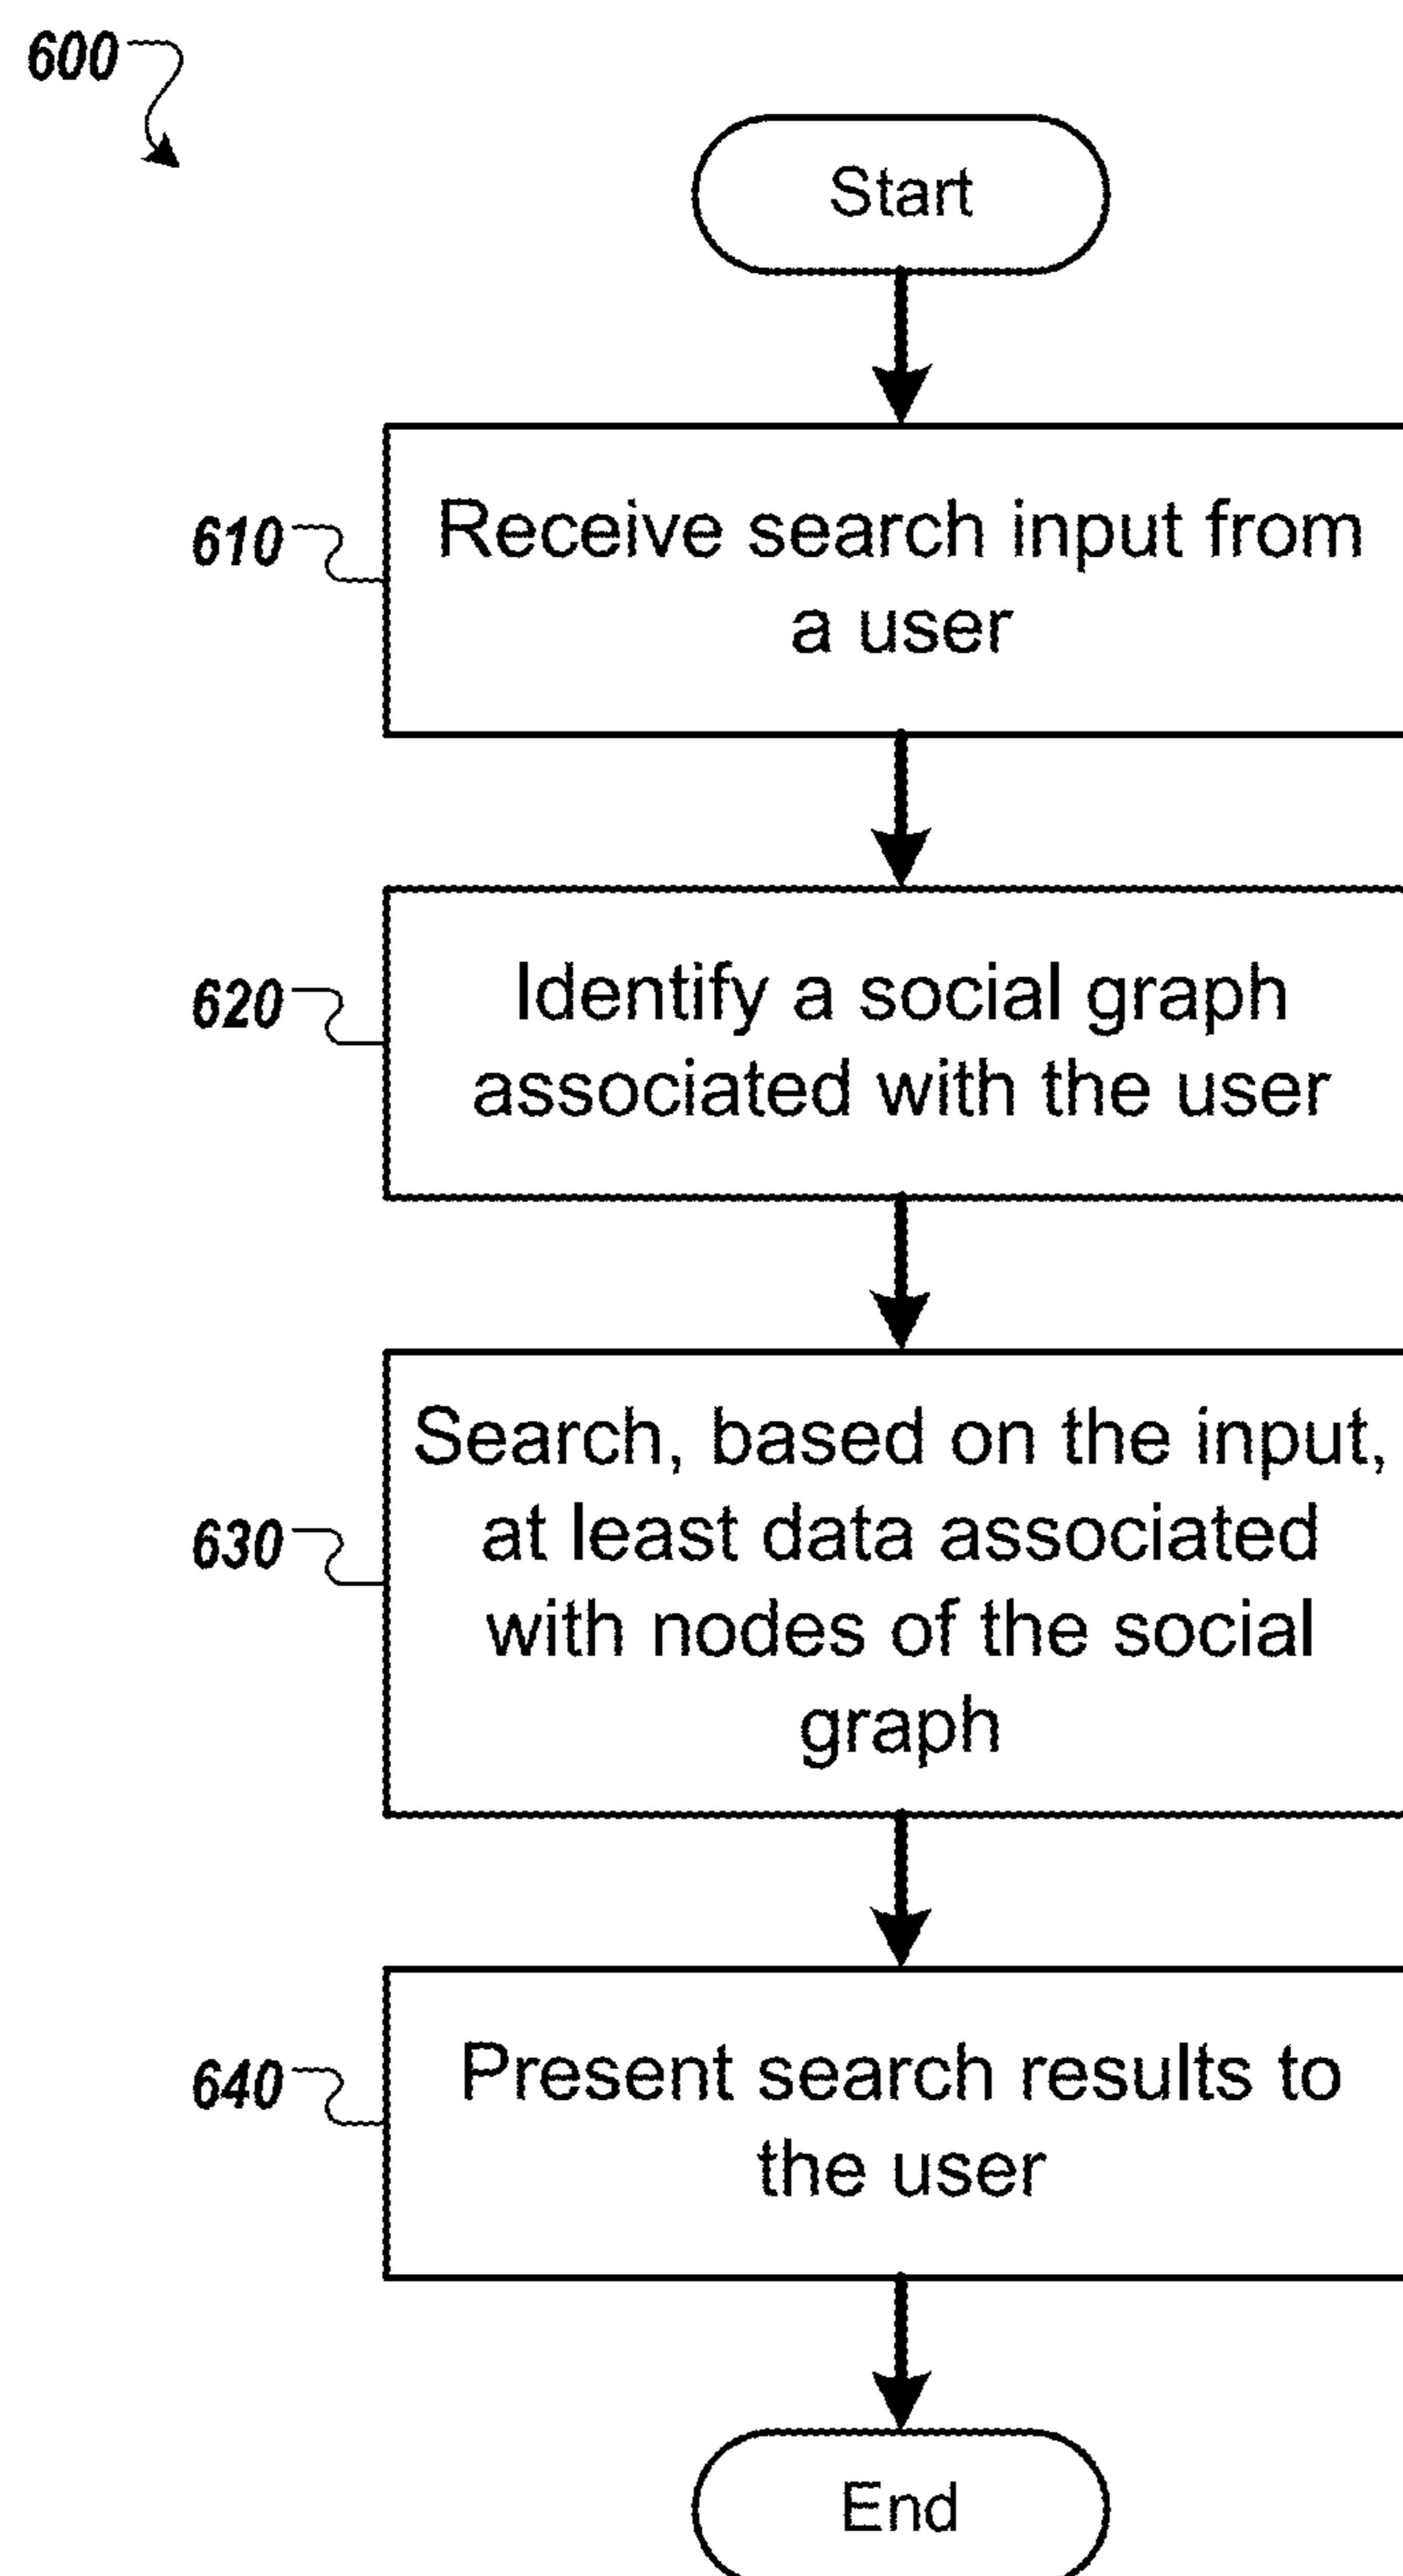 600
Start
610
Receive search input from
a user
620
Identify a social graph
associated with the user
630
Search, based on the input,
at least data associated
with nodes of the social
graph
640
Present search results to
the user
End